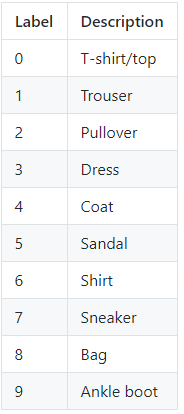 Label Description
0 T-shirt/top
1 Trouser
2 Pullover
3 Dress
4 Coat
5 Sandal
6 Shirt
7 Sneaker
8 Bag
9 Ankle boot